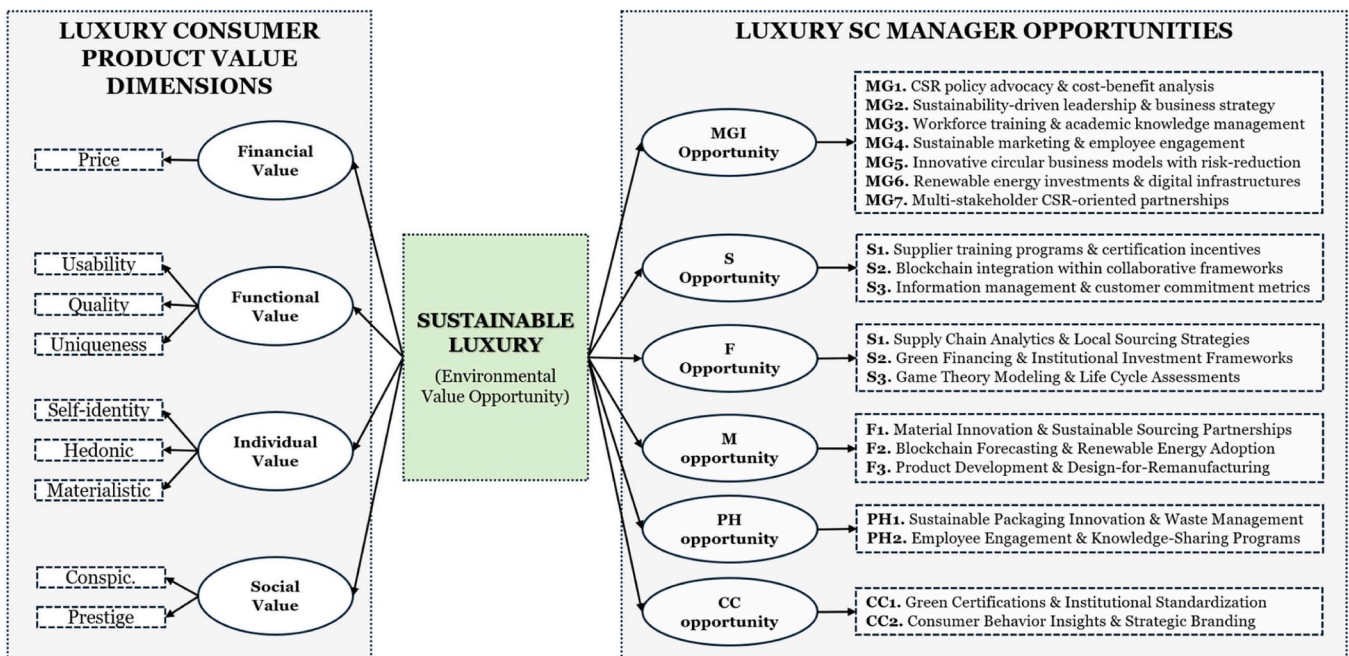 LUXURY CONSUMER
PRODUCT VALUE
DIMENSIONS
Price
Financial
Value
Usability
Quality
Uniqueness
Functional
Value
Self-identity
Hedonic
Materialistic
Individual
Value
Conspic.
Prestige
Social
Value
SUSTAINABLE
LUXURY
(Environmental
Value Opportunity)
LUXURY SC MANAGER OPPORTUNITIES
MGI
Opportunity
MG1. CSR policy advocacy & cost-benefit analysis
MG2. Sustainability-driven leadership & business strategy
MG3. Workforce training & academic knowledge management
MG4. Sustainable marketing & employee engagement
MG5. Innovative circular business models with risk-reduction
MG6. Renewable energy investments & digital infrastructures
MG7. Multi-stakeholder CSR-oriented partnerships
S
Opportunity
S1. Supplier training programs & certification incentives
S2. Blockchain integration within collaborative frameworks
S3. Information management & customer commitment metrics
F
Opportunity
S1. Supply Chain Analytics & Local Sourcing Strategies
S2. Green Financing & Institutional Investment Frameworks
S3. Game Theory Modeling & Life Cycle Assessments
M
opportunity
F1. Material Innovation & Sustainable Sourcing Partnerships
F2. Blockchain Forecasting & Renewable Energy Adoption
F3. Product Development & Design-for-Remanufacturing
PH
opportunity
PH1. Sustainable Packaging Innovation & Waste Management
PH2. Employee Engagement & Knowledge-Sharing Programs
CC
opportunity
CC1. Green Certifications & Institutional Standardization
CC2. Consumer Behavior Insights & Strategic Branding